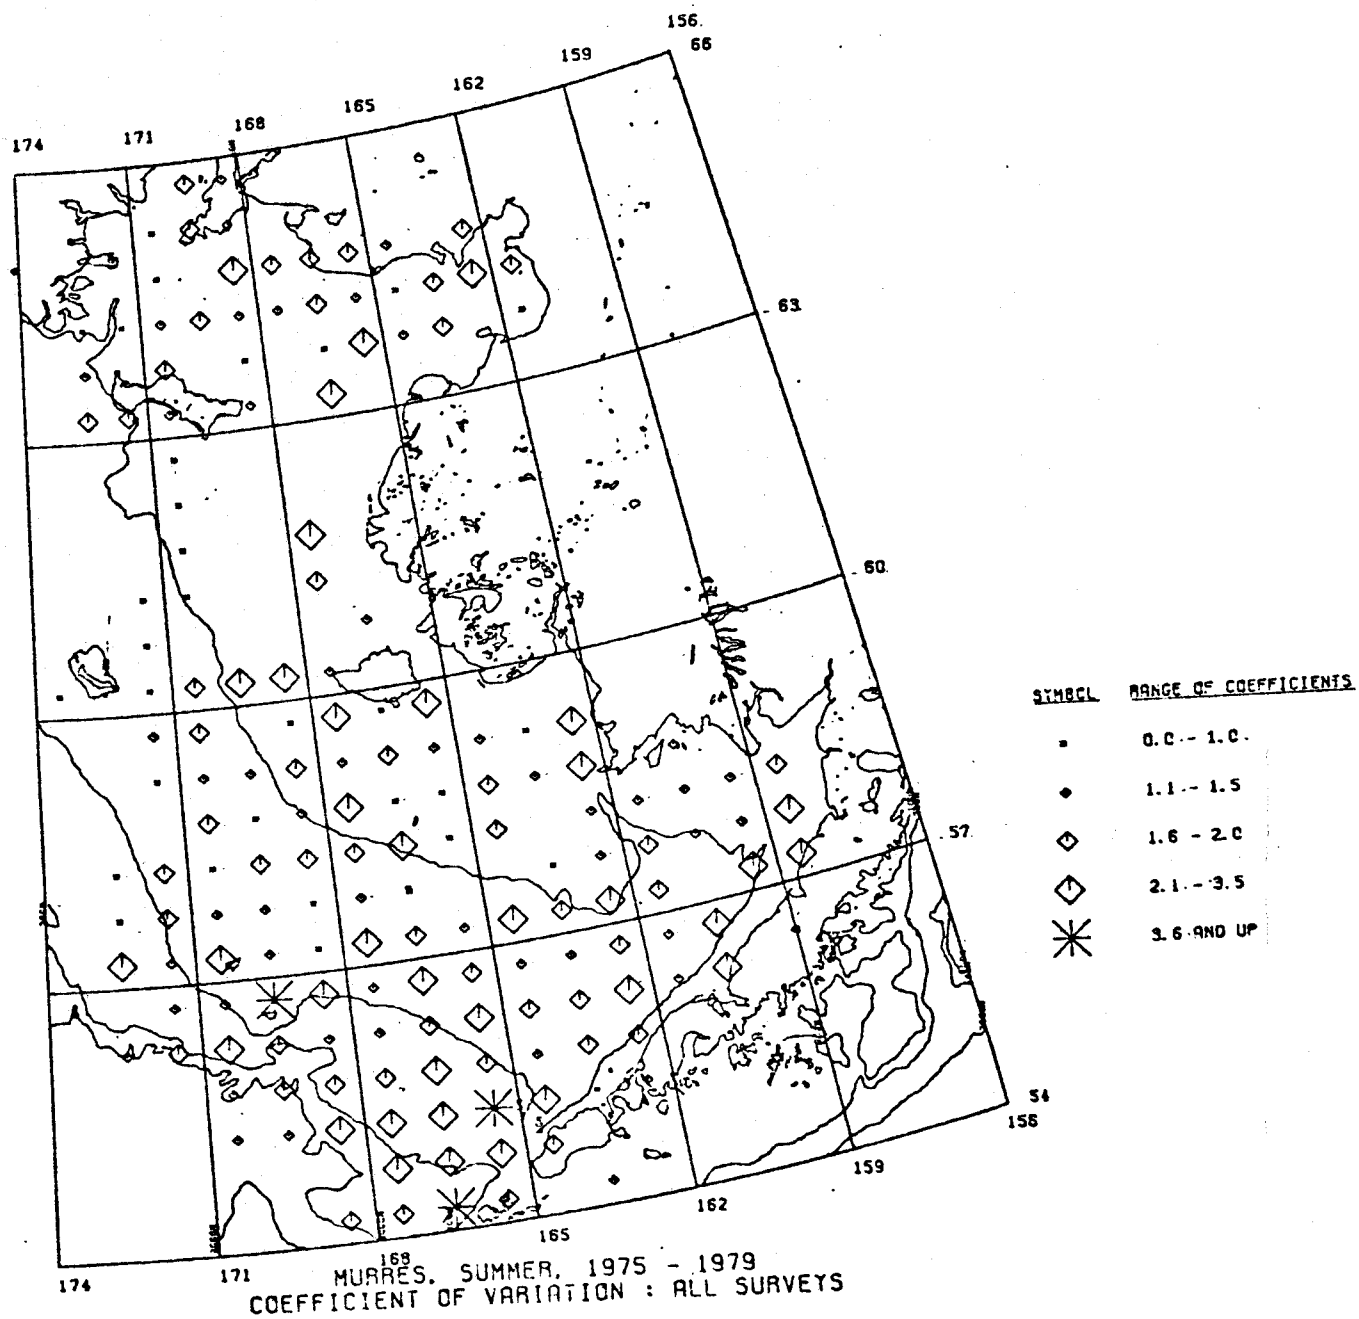 156.
66
159
162
165
168
171
174
63.
60.
57
54
156
159
162
165
168
171
174
SYMBOL RANGE OF COEFFICIENTS
0.0 - 1.0
1.1 - 1.5
1.6 - 2.0
2.1 - 3.5
3.6 AND UP
MURRES, SUMMER, 1975 - 1979
COEFFICIENT OF VARIATION : ALL SURVEYS